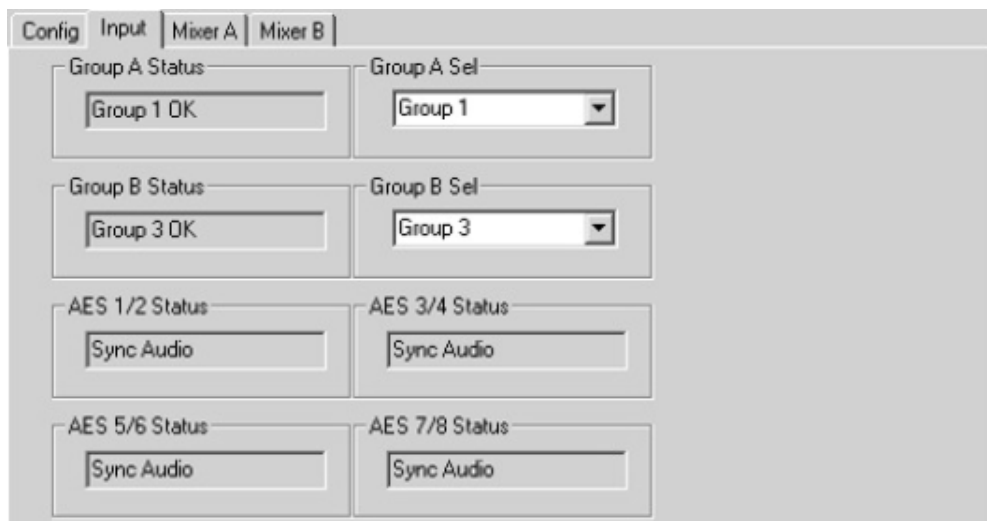 Config Input Mixer A Mixer B
Group A Status Group A Sel
Group 1 OK Group 1
Group B Status Group B Sel
Group 3 OK Group 3
AES 1/2 Status AES 3/4 Status
Sync Audio Sync Audio
AES 5/6 Status AES 7/8 Status
Sync Audio Sync Audio